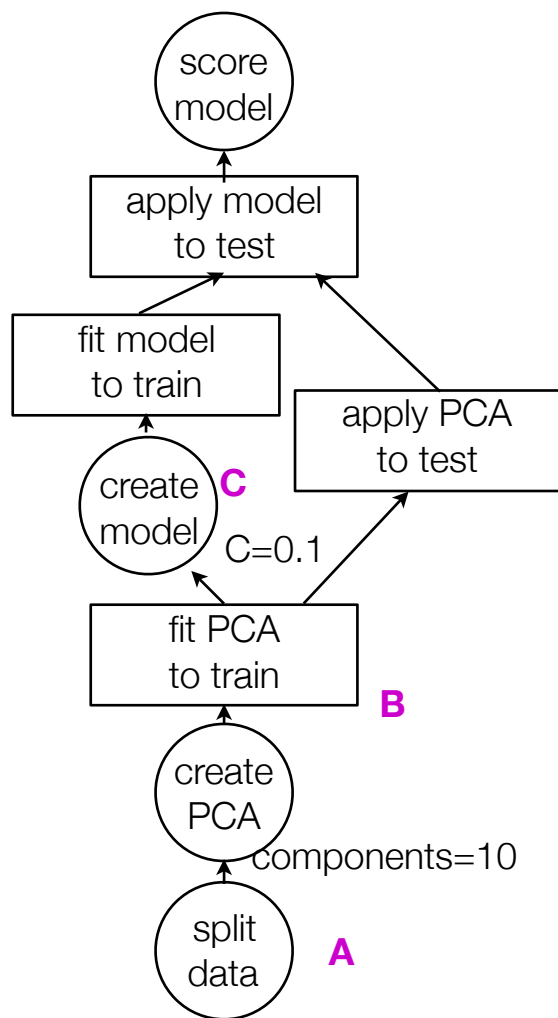 score
model
apply model
to test
fit model
to train
apply PCA
to test
create
model
C
C=0.1
fit PCA
to train
B
create
PCA
components=10
split
data
A